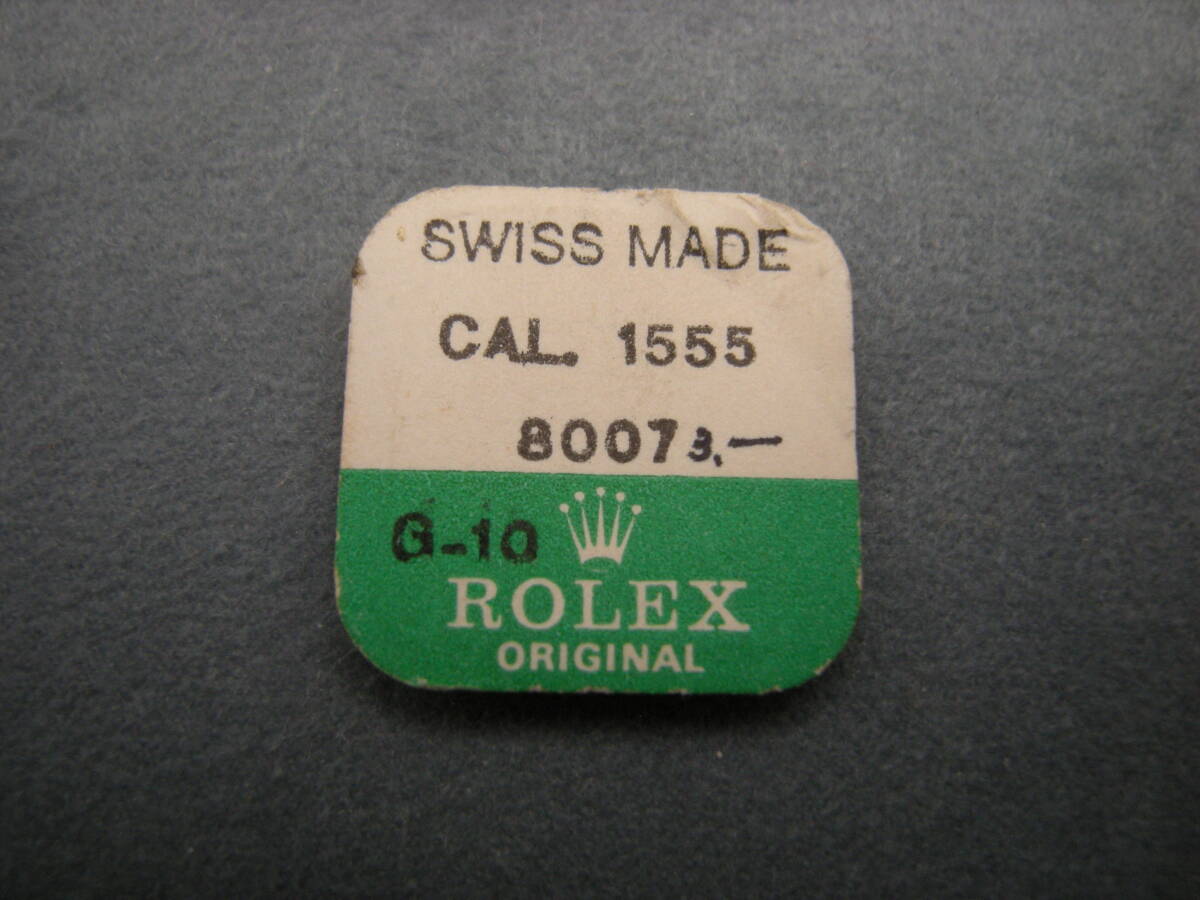 SWISS MADE
CAL. 1555
8007 3.—
G-10
ROLEX
ORIGINAL